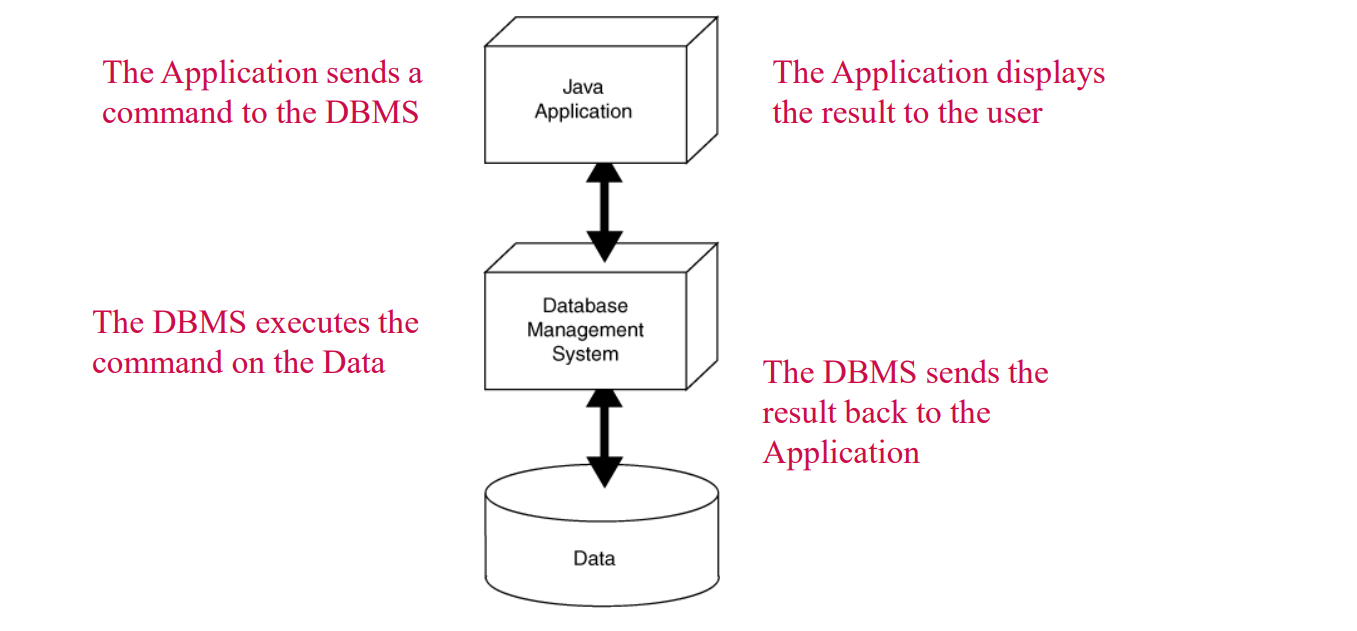 The Application sends a
command to the DBMS
Java
Application
The Application displays
the result to the user
The DBMS executes the
command on the Data
Database
Management
System
The DBMS sends the
result back to the
Application
Data